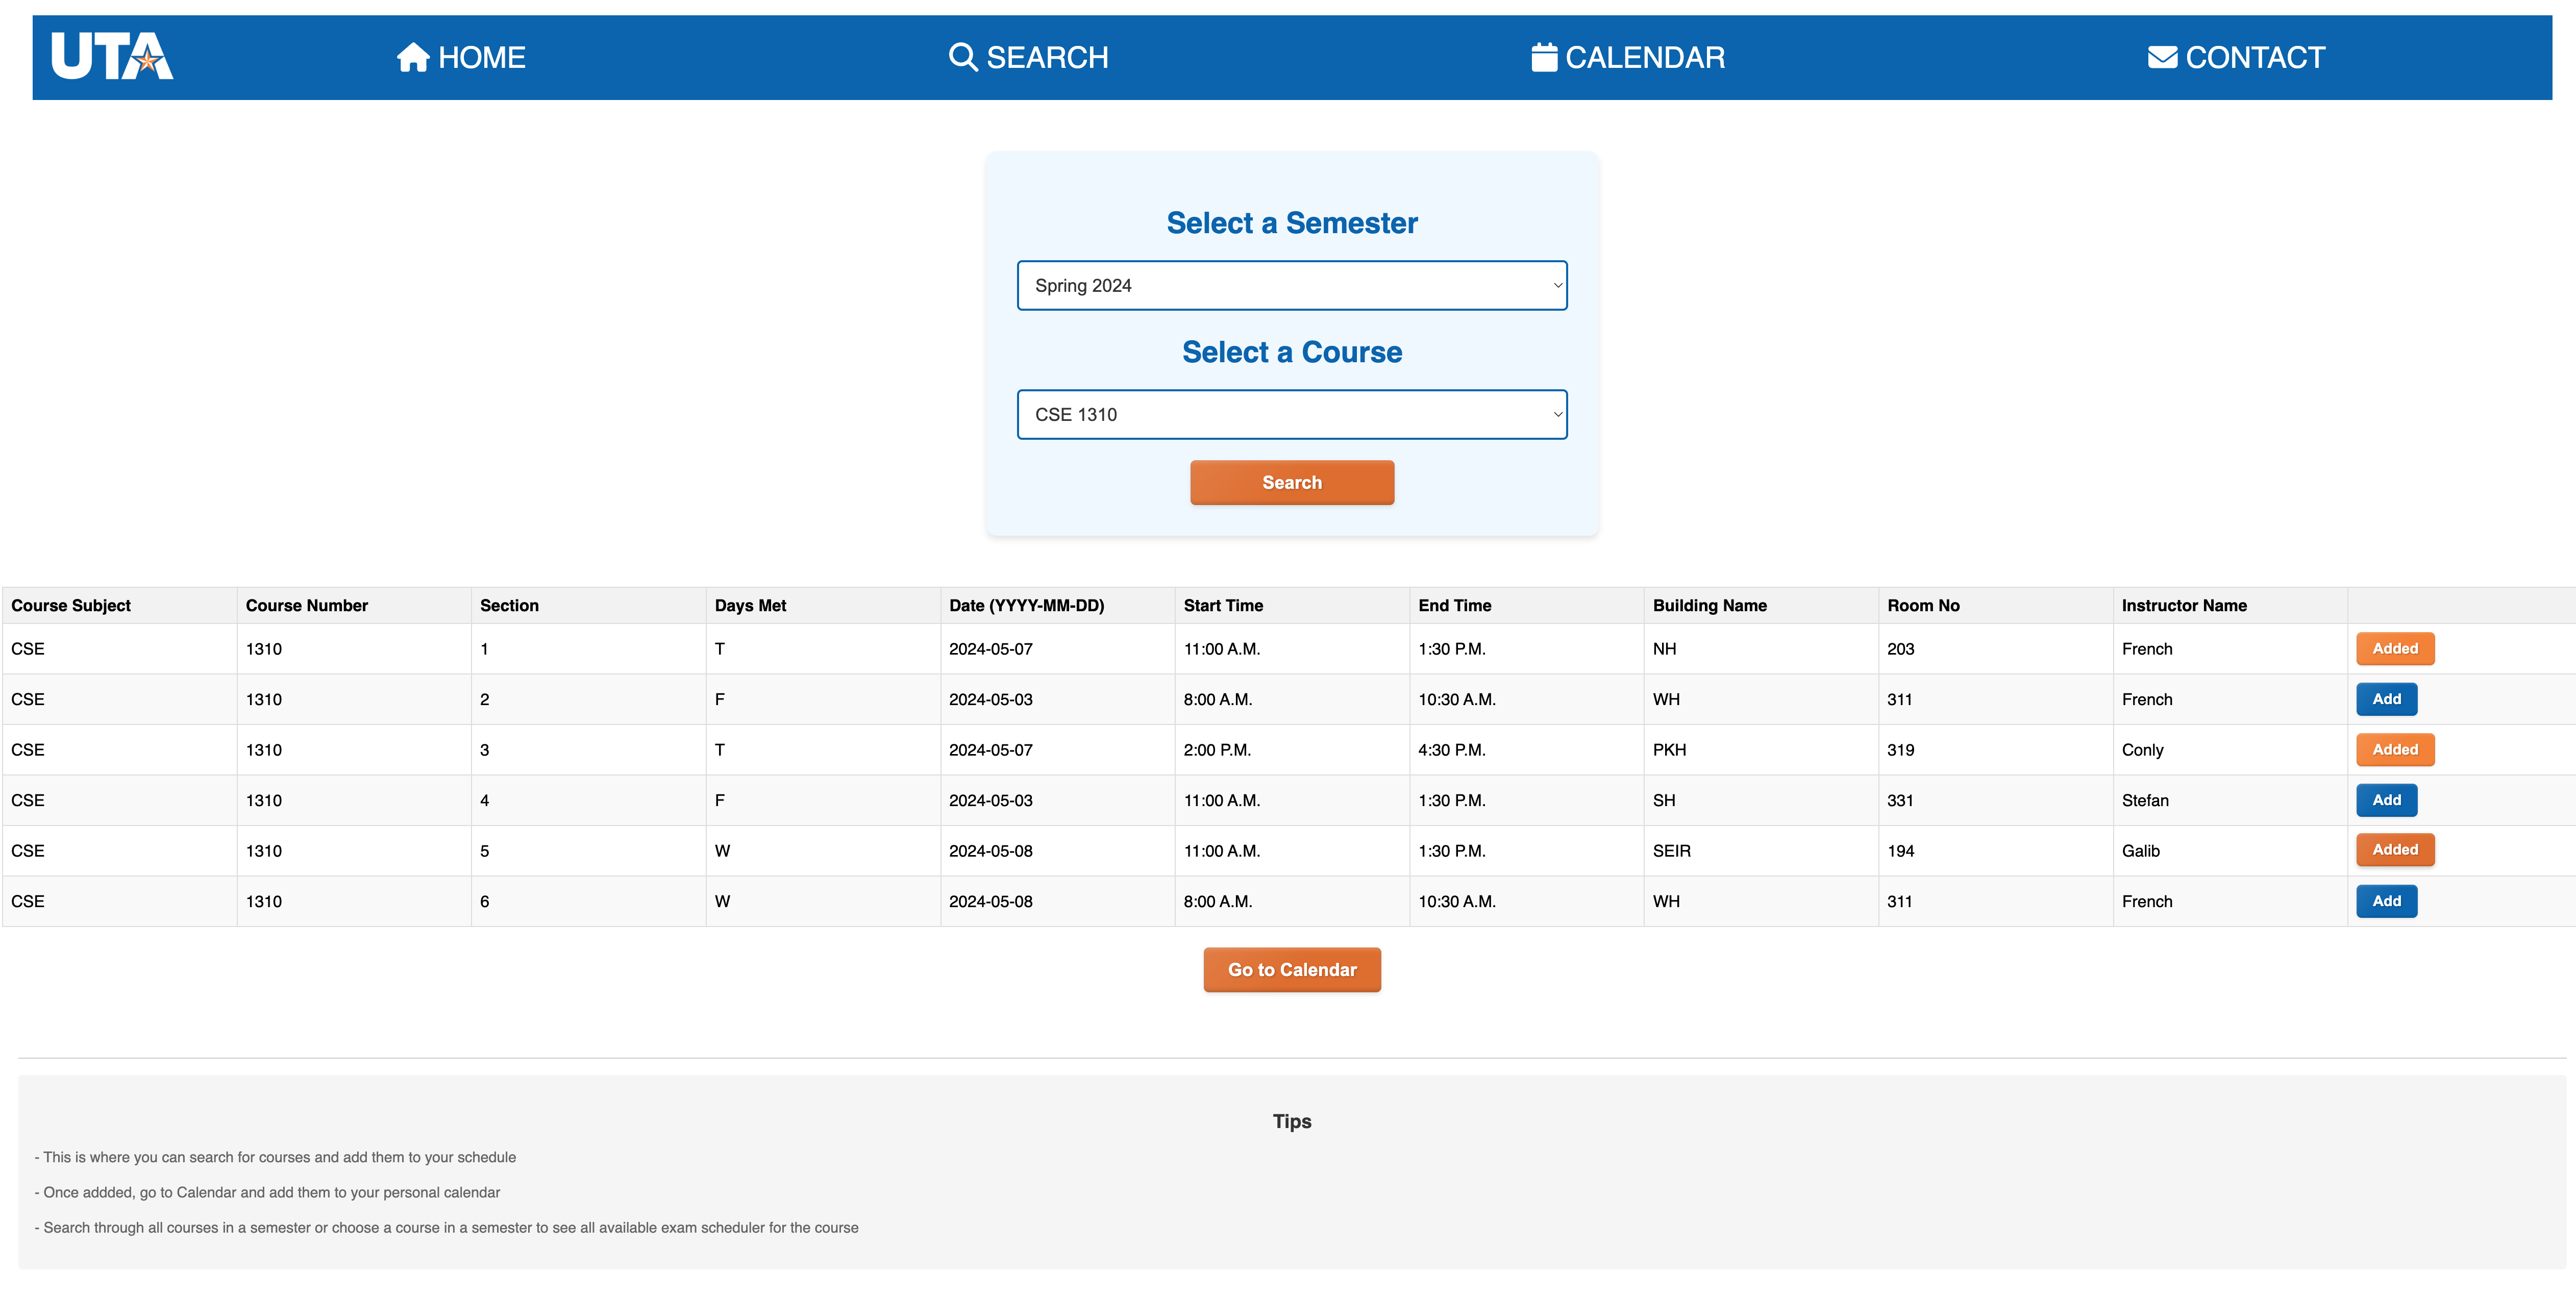 UTA HOME SEARCH CALENDAR CONTACT
Select a Semester
Spring 2024
Select a Course
CSE 1310
Search
Course Subject Course Number Section Days Met Date (YYYY-MM-DD) Start Time End Time Building Name Room No Instructor Name
CSE 1310 1 T 2024-05-07 11:00 A.M. 1:30 P.M. NH 203 French Added
CSE 1310 2 F 2024-05-03 8:00 A.M. 10:30 A.M. WH 311 French Add
CSE 1310 3 T 2024-05-07 2:00 P.M. 4:30 P.M. PKH 319 Conly Added
CSE 1310 4 F 2024-05-03 11:00 A.M. 1:30 P.M. SH 331 Stefan Add
CSE 1310 5 W 2024-05-08 11:00 A.M. 1:30 P.M. SEIR 194 Galib Added
CSE 1310 6 W 2024-05-08 8:00 A.M. 10:30 A.M. WH 311 French Add
Go to Calendar
Tips
- This is where you can search for courses and add them to your schedule
- Once addded, go to Calendar and add them to your personal calendar
- Search through all courses in a semester or choose a course in a semester to see all available exam scheduler for the course